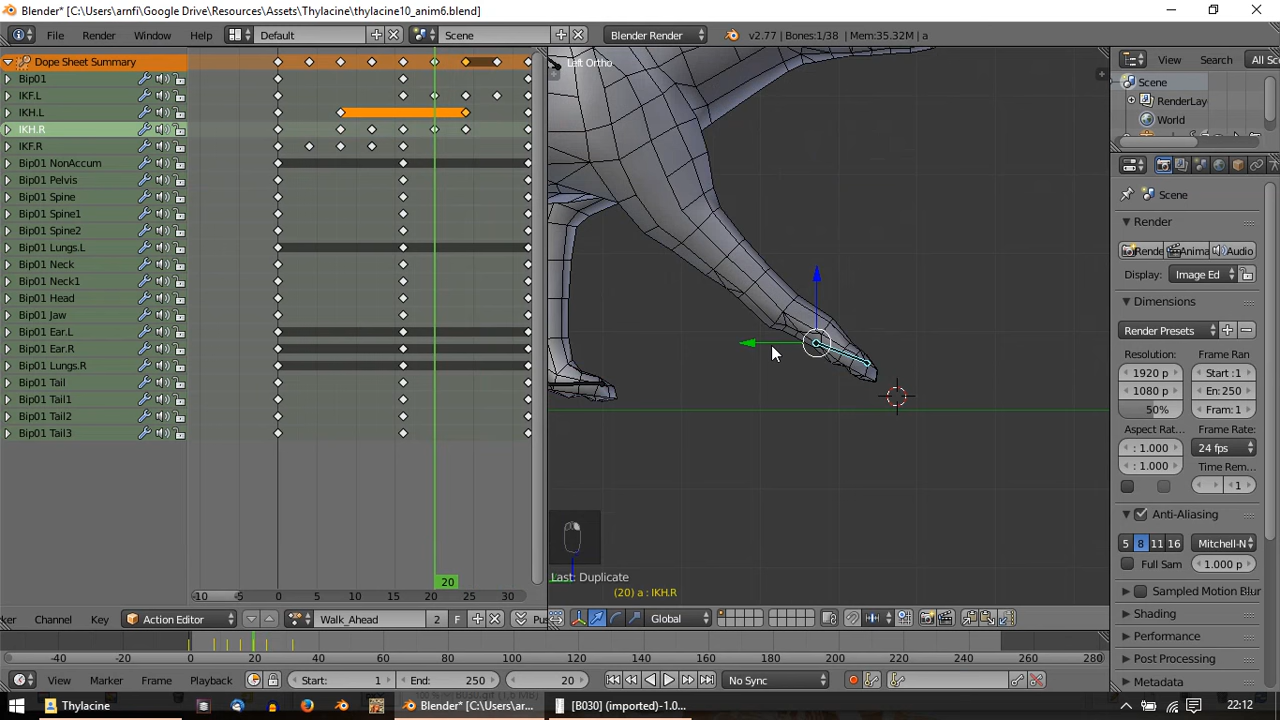 Blender* [C:\Users\arnfi\Google Drive\Resources\Assets\Thylacine\thylacine10_anim6.blend]
File Render Window Help Default Scene Blender Render v2.77 | Bones:1/38 | Mem:35.32M | a
View Search All Sc
Dope Sheet Summary
Left Ortho
Scene
RenderLay
World
Bip01
IKF.L
IKH.L
IKH.R
IKF.R
Bip01 NonAccum
Bip01 Pelvis
Bip01 Spine
Bip01 Spine1
Bip01 Spine2
Bip01 Lungs.L
Bip01 Neck
Bip01 Neck1
Bip01 Head
Bip01 Jaw
Bip01 Ear.L
Bip01 Ear.R
Bip01 Lungs.R
Bip01 Tail
Bip01 Tail1
Bip01 Tail2
Bip01 Tail3
20
-10 -5 0 5 10 15 25 30
Last: Duplicate
(20) a : IKH.R
Scene
Render
Rende Anima Audio
Display: Image Ed
Dimensions
Render Presets
Resolution: Frame Ran
1920 p Start :1
1080 p En: 250
50% Fram: 1
Aspect Rat... Frame Rate:
: 1.000 24 fps
: 1.000 Time Rem...
1
Anti-Aliasing
5 8 11 16 Mitchell-N
Full Sam 1.000 p
Sampled Motion Blur
Shading
Performance
Post Processing
Metadata
rker Channel Key Action Editor Walk_Ahead 2 F Pus
Global
-40 -20 0 20 40 60 80 100 120 140 160 180 200 220 240 260 280
View Marker Frame Playback Start: 1 End: 250 20 No Sync
Thylacine Blender* [C:\Users\ar... [B030] (imported)-1.0... 22:12